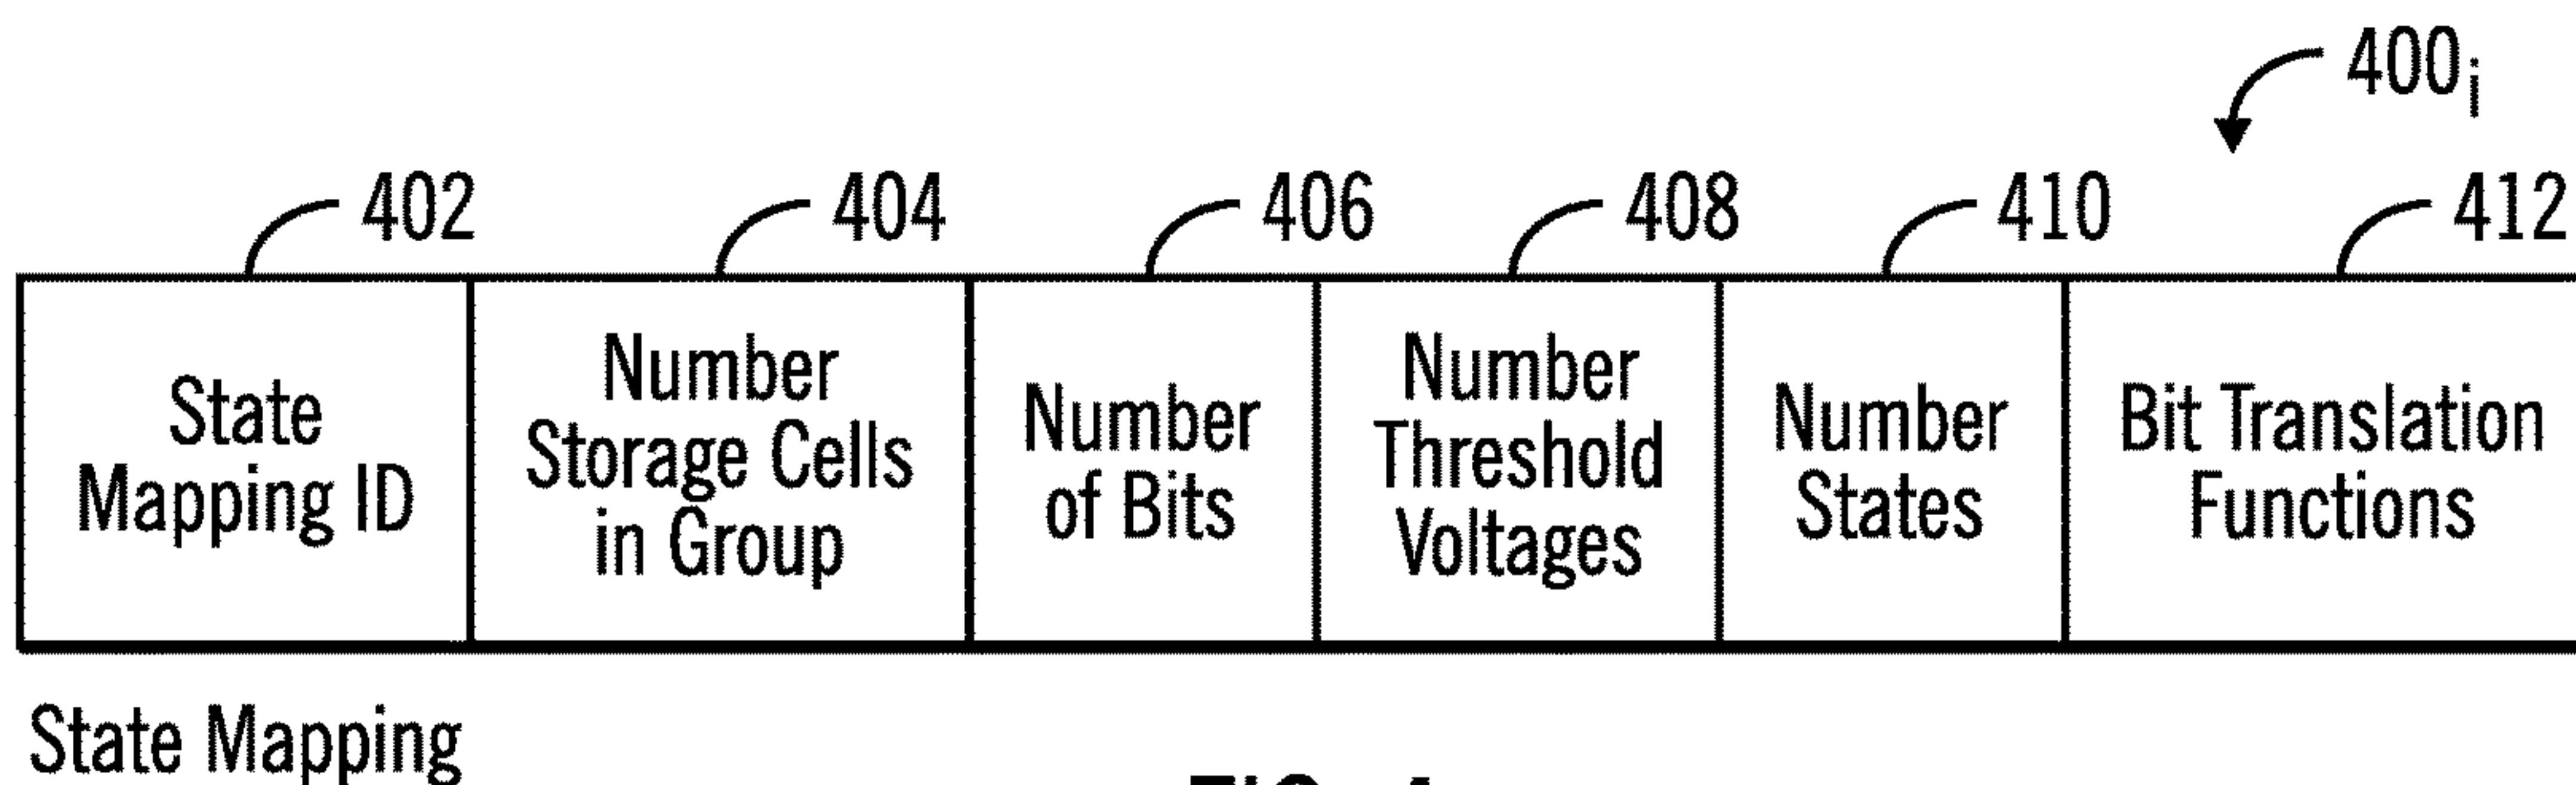 400i
402 404 406 408 410 412
State
Mapping ID
Number
Storage Cells
in Group
Number
of Bits
Number
Threshold
Voltages
Number
States
Bit Translation
Functions
State Mapping